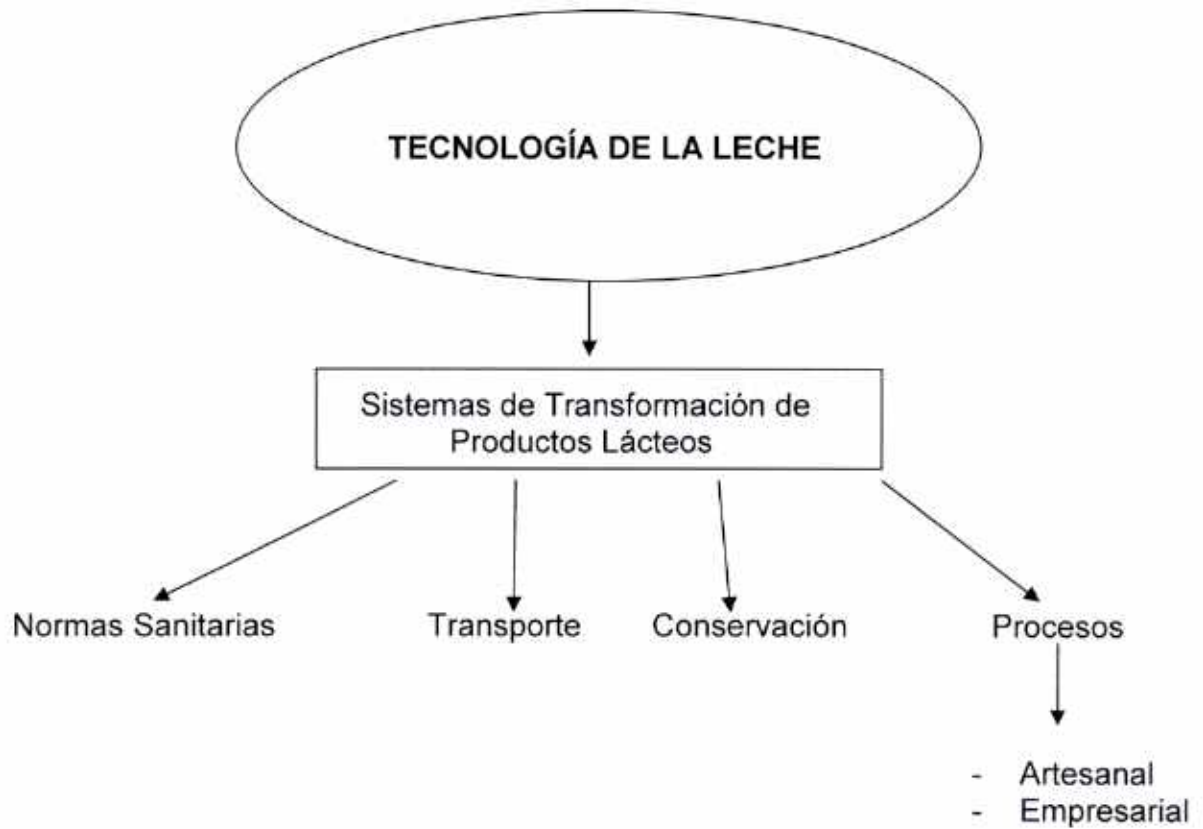 TECNOLOGÍA DE LA LECHE
Sistemas de Transformación de
Productos Lácteos
Normas Sanitarias
Transporte
Conservación
Procesos
- Artesanal
- Empresarial